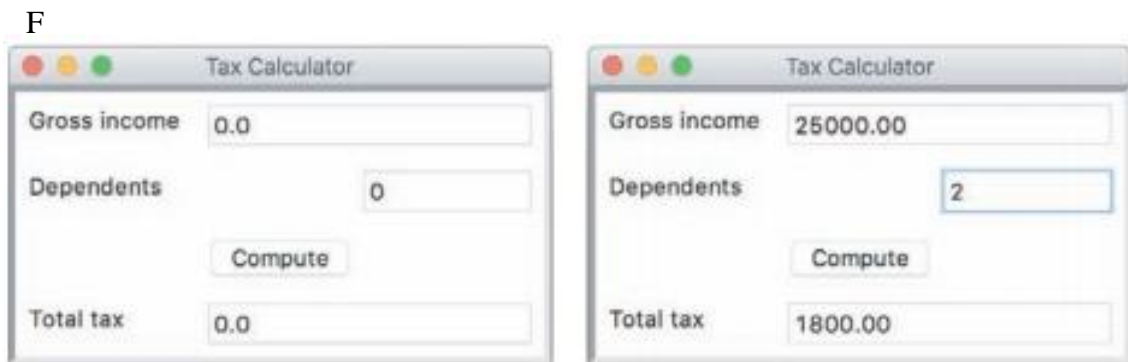 F
Tax Calculator
Gross income 0.0
Dependents 0
Compute
Total tax 0.0
Tax Calculator
Gross income 25000.00
Dependents 2
Compute
Total tax 1800.00